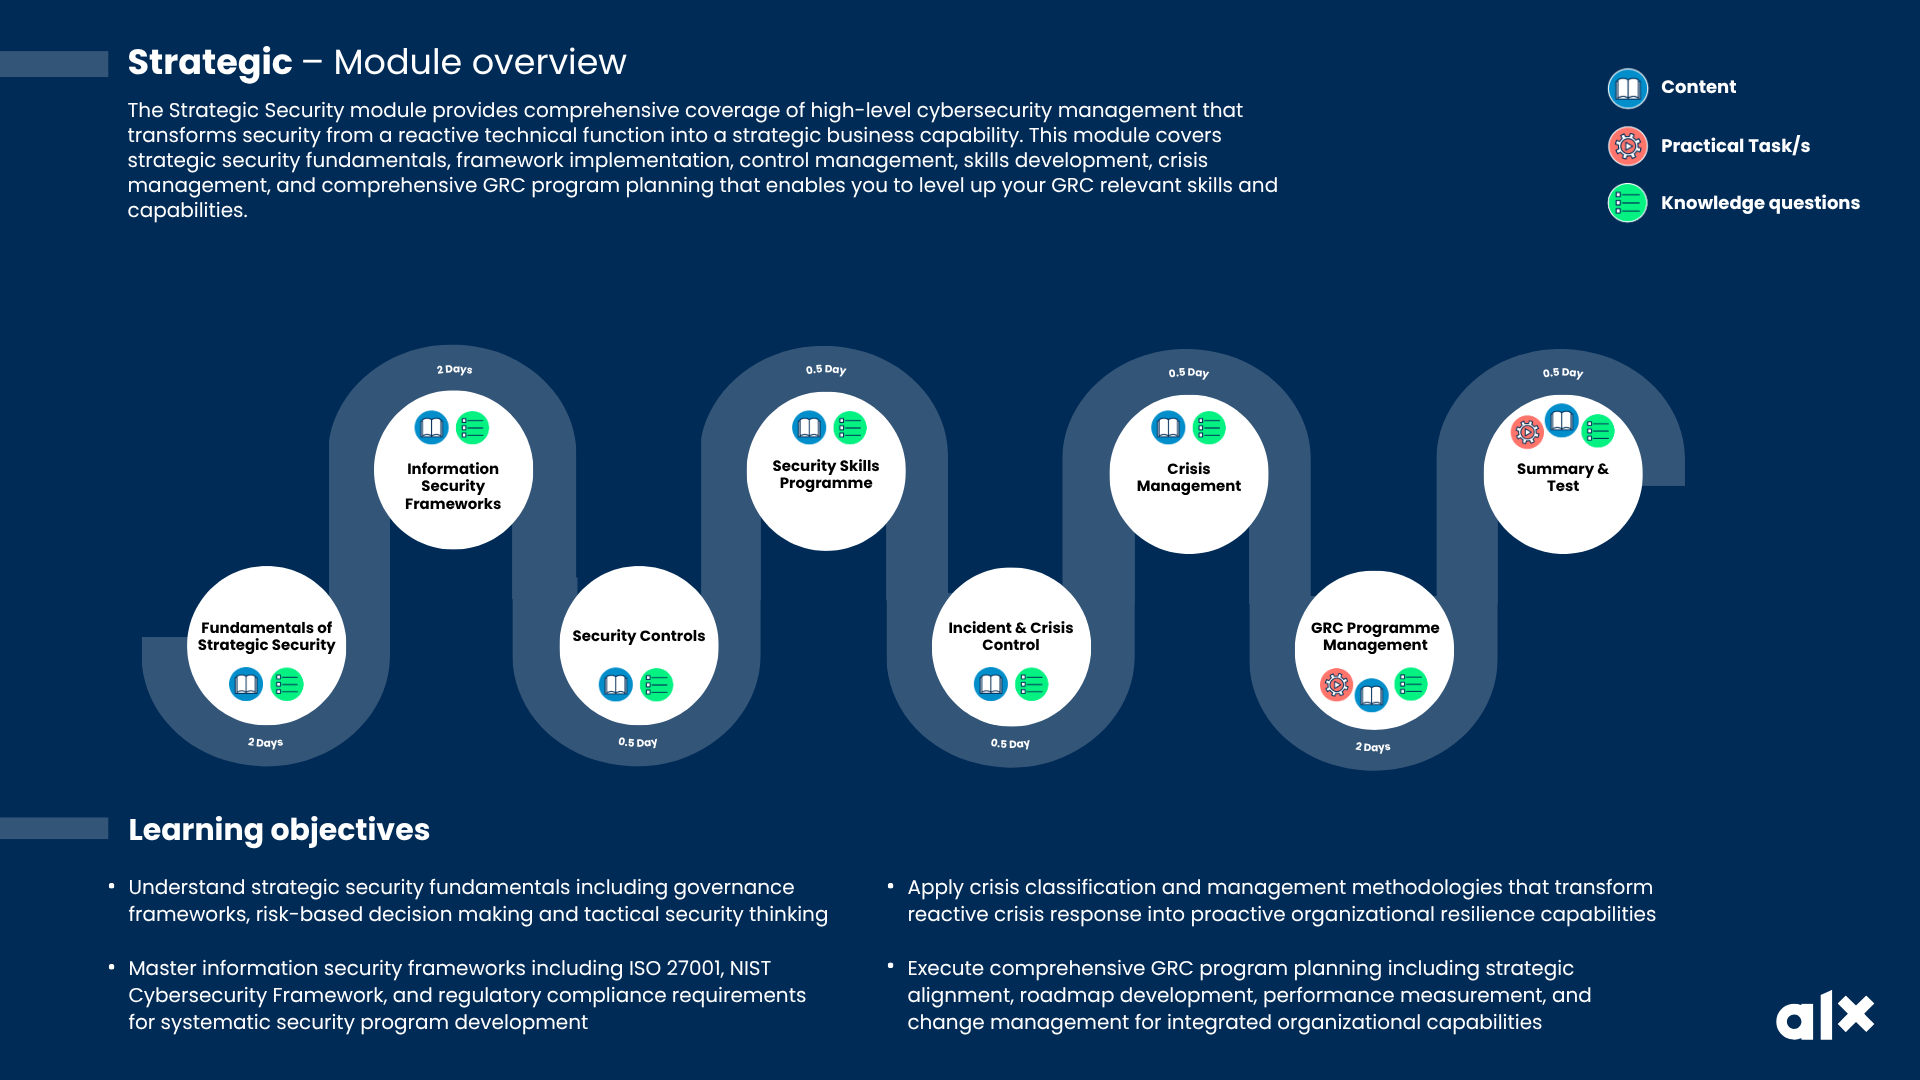 Strategic – Module overview
The Strategic Security module provides comprehensive coverage of high-level cybersecurity management that
transforms security from a reactive technical function into a strategic business capability. This module covers
strategic security fundamentals, framework implementation, control management, skills development, crisis
management, and comprehensive GRC program planning that enables you to level up your GRC relevant skills and
capabilities.
Content
Practical Task/s
Knowledge questions
2 Days
Fundamentals of
Strategic Security
2 Days
Information
Security
Frameworks
0.5 Day
Security Controls
0.5 Day
Security Skills
Programme
0.5 Day
Incident & Crisis
Control
0.5 Day
Crisis
Management
2 Days
GRC Programme
Management
0.5 Day
Summary &
Test
Learning objectives
• Understand strategic security fundamentals including governance
frameworks, risk-based decision making and tactical security thinking
• Master information security frameworks including ISO 27001, NIST
Cybersecurity Framework, and regulatory compliance requirements
for systematic security program development
• Apply crisis classification and management methodologies that transform
reactive crisis response into proactive organizational resilience capabilities
• Execute comprehensive GRC program planning including strategic
alignment, roadmap development, performance measurement, and
change management for integrated organizational capabilities
alx